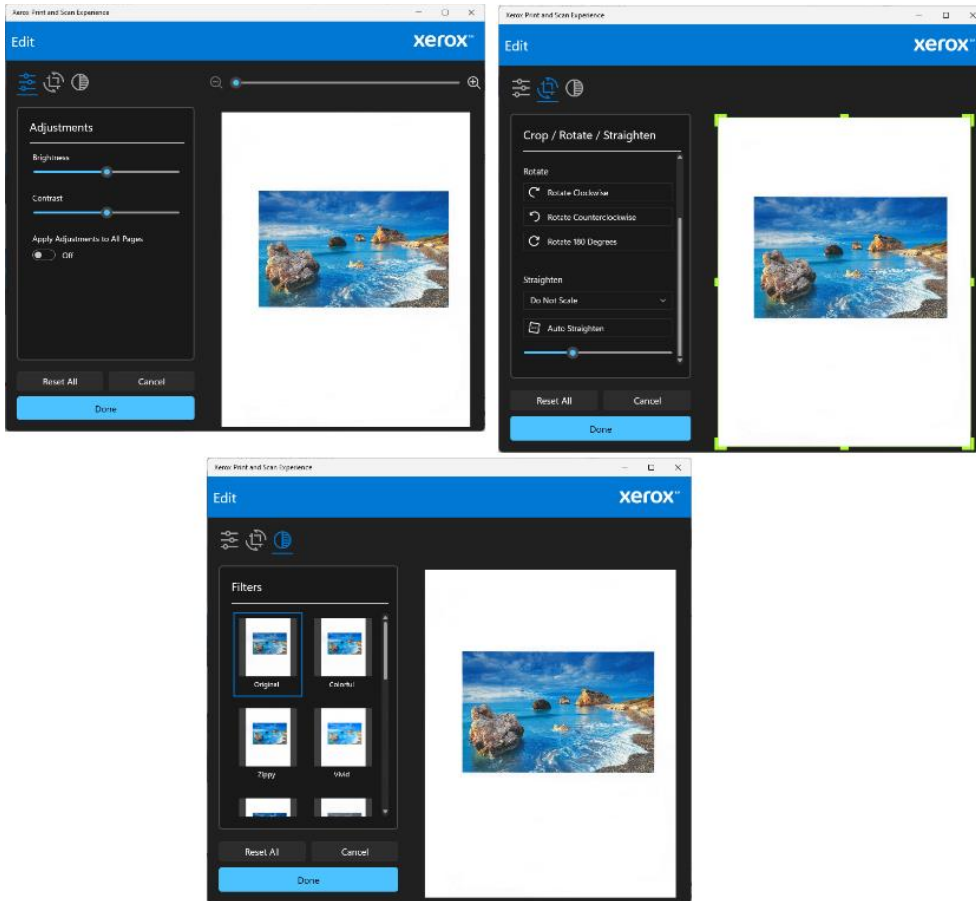 Xerox Print and Scan Experience
Edit
xerox™
Adjustments
Brightness
Contrast
Apply Adjustments to All Pages
Off
Reset All Cancel
Done
Xerox Print and Scan Experience
Edit
xerox™
Crop / Rotate / Straighten
Rotate
Rotate Clockwise
Rotate Counterclockwise
Rotate 180 Degrees
Straighten
Do Not Scale
Auto Straighten
Reset All Cancel
Done
Xerox Print and Scan Experience
Edit
xerox™
Filters
Original Colorful
Zippy Vivid
Reset All Cancel
Done